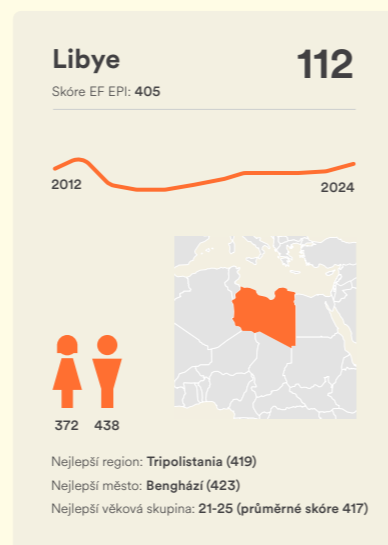 Libye
112
Skóre EF EPI: 405
2012
2024
372 438
Nejlepší region: Tripolistania (419)
Nejlepší město: Benghází (423)
Nejlepší věková skupina: 21-25 (průměrné skóre 417)